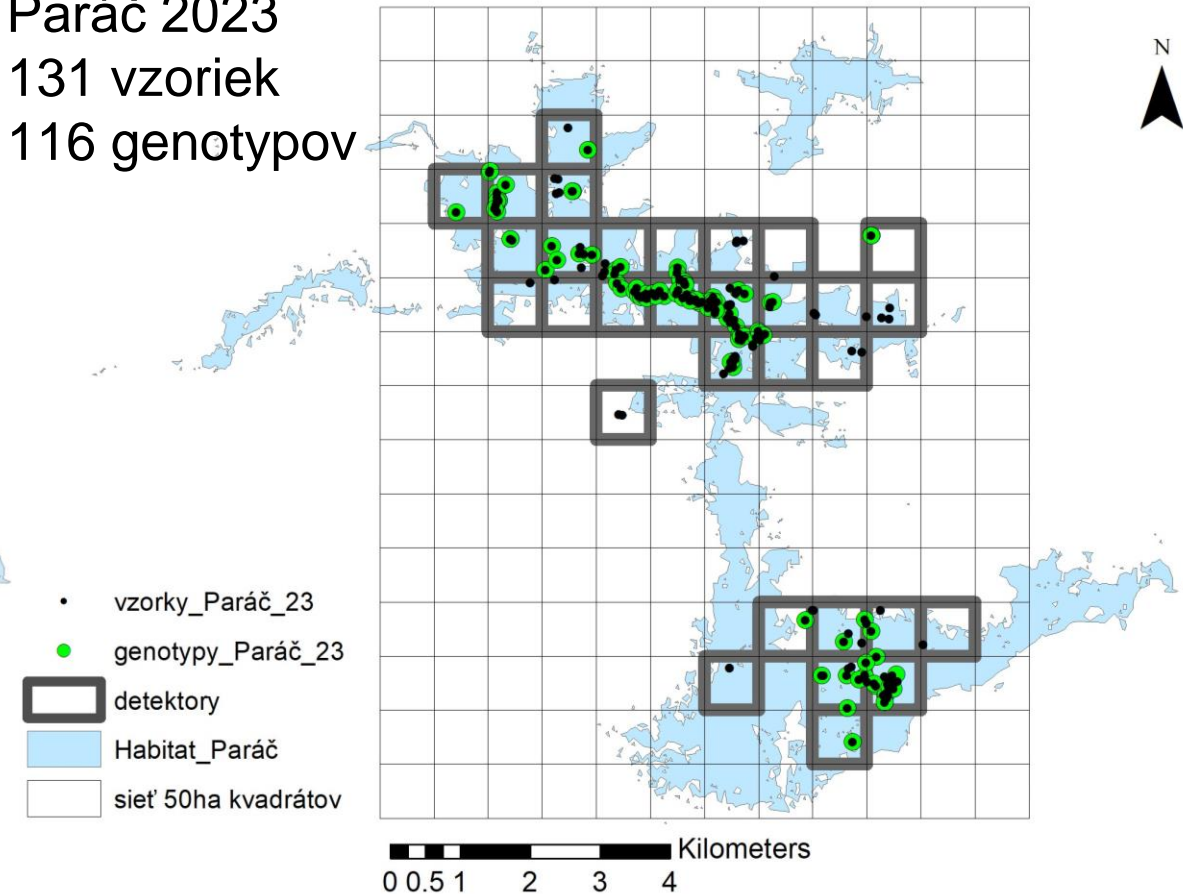 Paráč 2023
131 vzoriek
116 genotypov
N
vzorky_Paráč_23
genotypy_Paráč_23
detektory
Habitat_Paráč
sieť 50ha kvadrátov
Kilometers
0 0.5 1 2 3 4